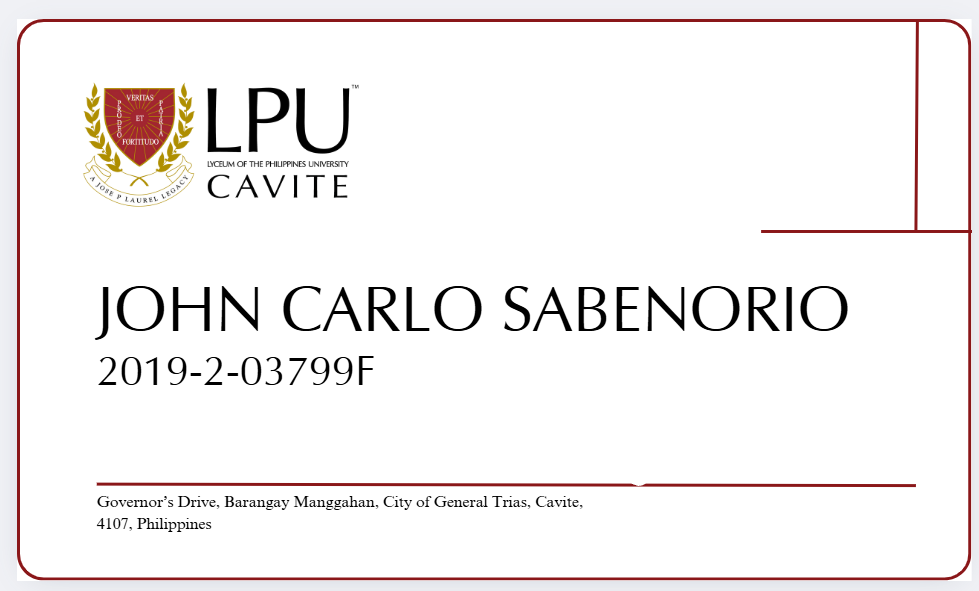 VERITAS
PRO DEO
ET
PATRIA
FORTITUDO
A JOSE P LAUREL LEGACY
LPU™
LYCEUM OF THE PHILIPPINES UNIVERSITY
CAVITE
JOHN CARLO SABENORIO
2019-2-03799F
Governor’s Drive, Barangay Manggahan, City of General Trias, Cavite,
4107, Philippines